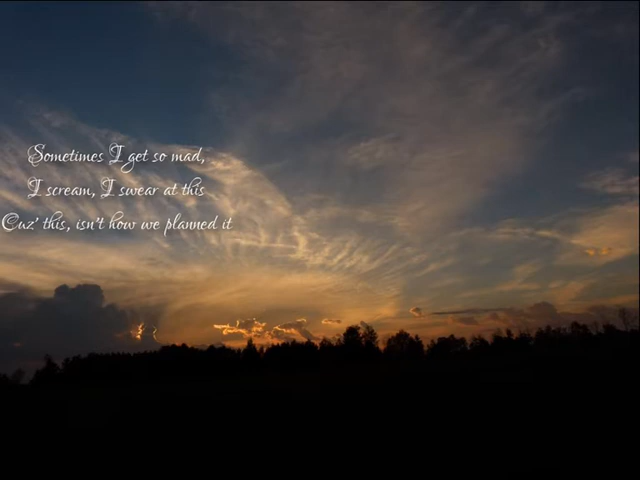 Sometimes I get so mad,
I scream, I swear at this
Cuz' this, isn't how we planned it